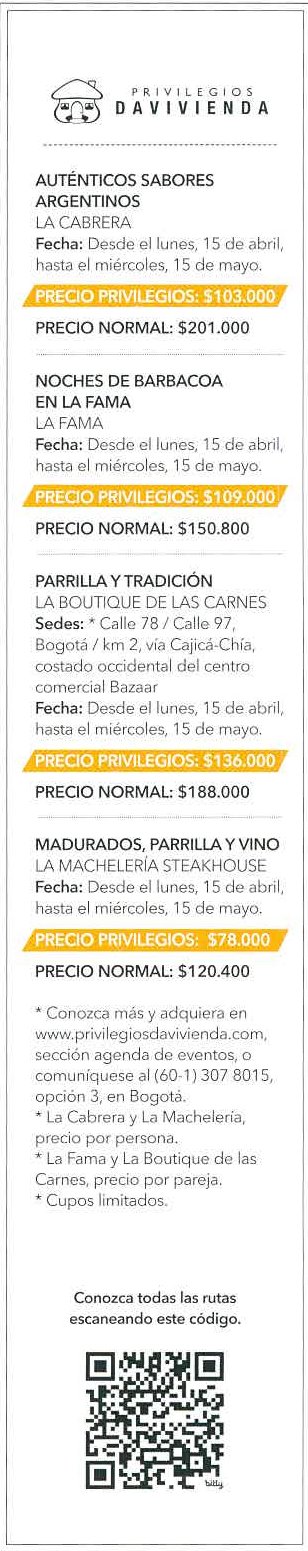 PRIVILEGIOS
DAVIVIENDA
AUTÉNTICOS SABORES
ARGENTINOS
LA CABRERA
Fecha: Desde el lunes, 15 de abril,
hasta el miércoles, 15 de mayo.
PRECIO PRIVILEGIOS: $103.000
PRECIO NORMAL: $201.000
NOCHES DE BARBACOA
EN LA FAMA
LA FAMA
Fecha: Desde el lunes, 15 de abril,
hasta el miércoles, 15 de mayo.
PRECIO PRIVILEGIOS: $109.000
PRECIO NORMAL: $150.800
PARRILLA Y TRADICIÓN
LA BOUTIQUE DE LAS CARNES
Sedes: * Calle 78 / Calle 97,
Bogotá / km 2, vía Cajicá-Chía,
costado occidental del centro
comercial Bazaar
Fecha: Desde el lunes, 15 de abril,
hasta el miércoles, 15 de mayo.
PRECIO PRIVILEGIOS: $136.000
PRECIO NORMAL: $188.000
MADURADOS, PARRILLA Y VINO
LA MACHELERÍA STEAKHOUSE
Fecha: Desde el lunes, 15 de abril,
hasta el miércoles, 15 de mayo.
PRECIO PRIVILEGIOS: $78.000
PRECIO NORMAL: $120.400
* Conozca más y adquiera en
www.privilegiosdavivienda.com,
sección agenda de eventos, o
comuníquese al (60-1) 307 8015,
opción 3, en Bogotá.
* La Cabrera y La Machelería,
precio por persona.
* La Fama y La Boutique de las
Carnes, precio por pareja.
* Cupos limitados.
Conozca todas las rutas
escaneando este código.
bitly